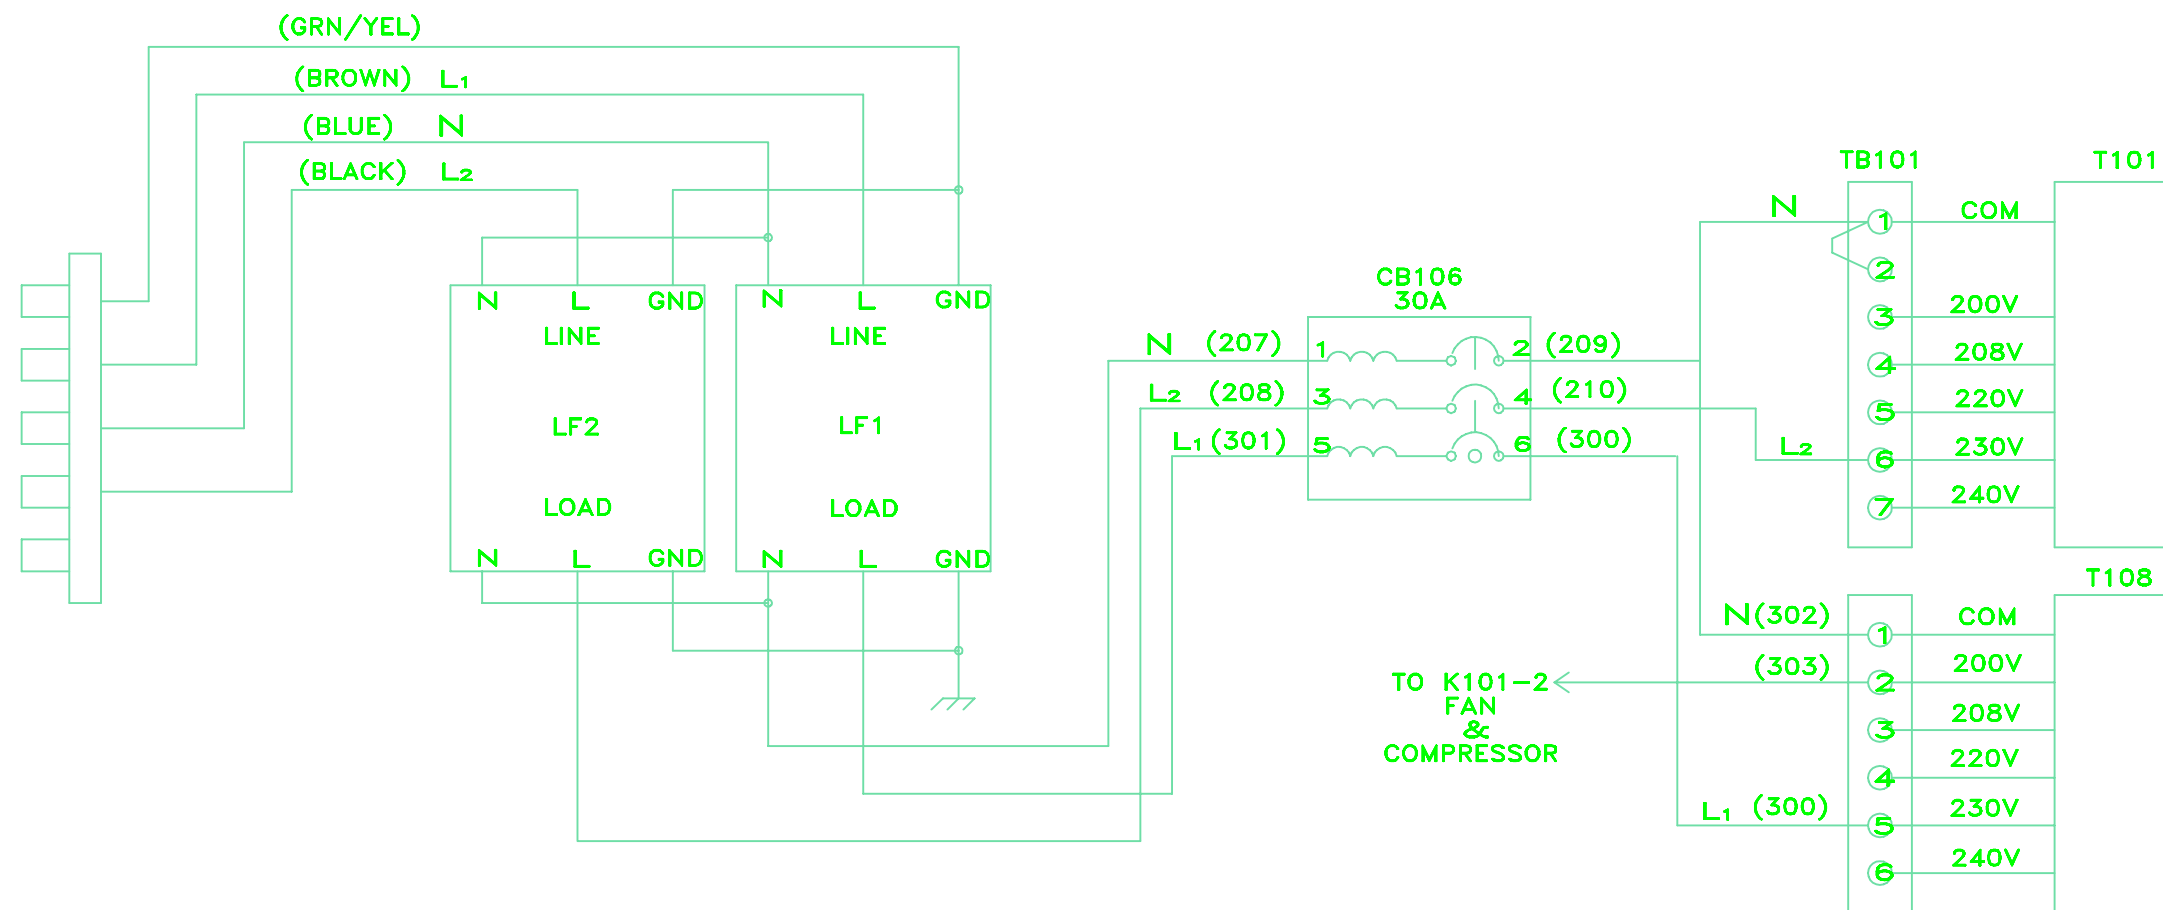 (GRN/YEL)
(BROWN) L1
(BLUE) N
(BLACK) L2
N L GND
LINE
LF2
LOAD
N L GND
N L GND
LINE
LF1
LOAD
N L GND
CB106
30A
N (207) 1 2 (209)
L2 (208) 3 4 (210)
L1 (301) 5 6 (300)
TB101 T101
N 1 COM
2
3 200V
4 208V
5 220V
L2 6 230V
7 240V
T108
N (302) 1 COM
(303) 2 200V
3 208V
4 220V
L1 (300) 5 230V
6 240V
TO K101-2
FAN
&
COMPRESSOR